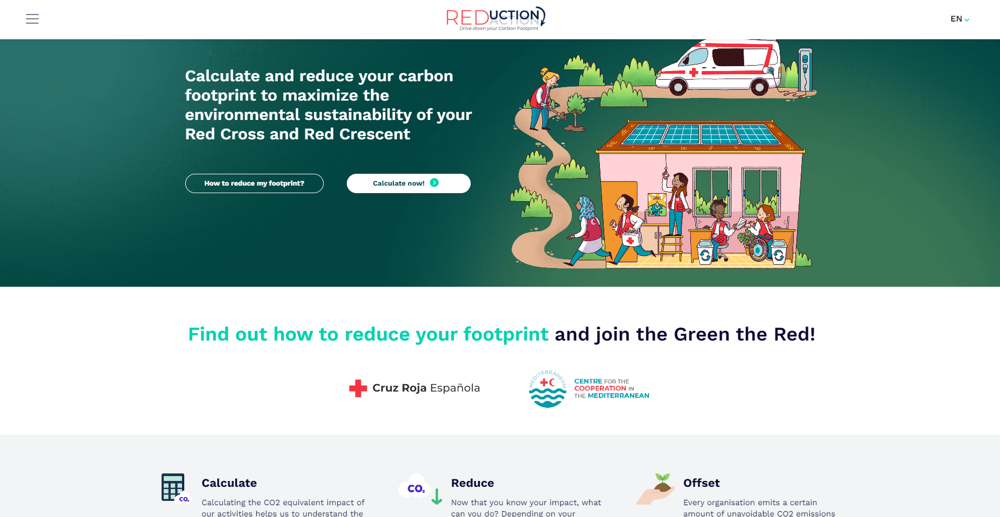 REDUCTION
ACTION
Drive down your Carbon Footprint
EN
Calculate and reduce your carbon
footprint to maximize the
environmental sustainability of your
Red Cross and Red Crescent
How to reduce my footprint?
Calculate now!
SAVE
WATER
Find out how to reduce your footprint and join the Green the Red!
Cruz Roja Española
MEDITERRANEUM
CENTRE FOR THE
COOPERATION IN
THE MEDITERRANEAN
CO₂
Calculate
Calculating the CO2 equivalent impact of
our activities helps us to understand the
CO₂
Reduce
Now that you know your impact, what
can you do? Depending on your
Offset
Every organisation emits a certain
amount of unavoidable CO2 emissions